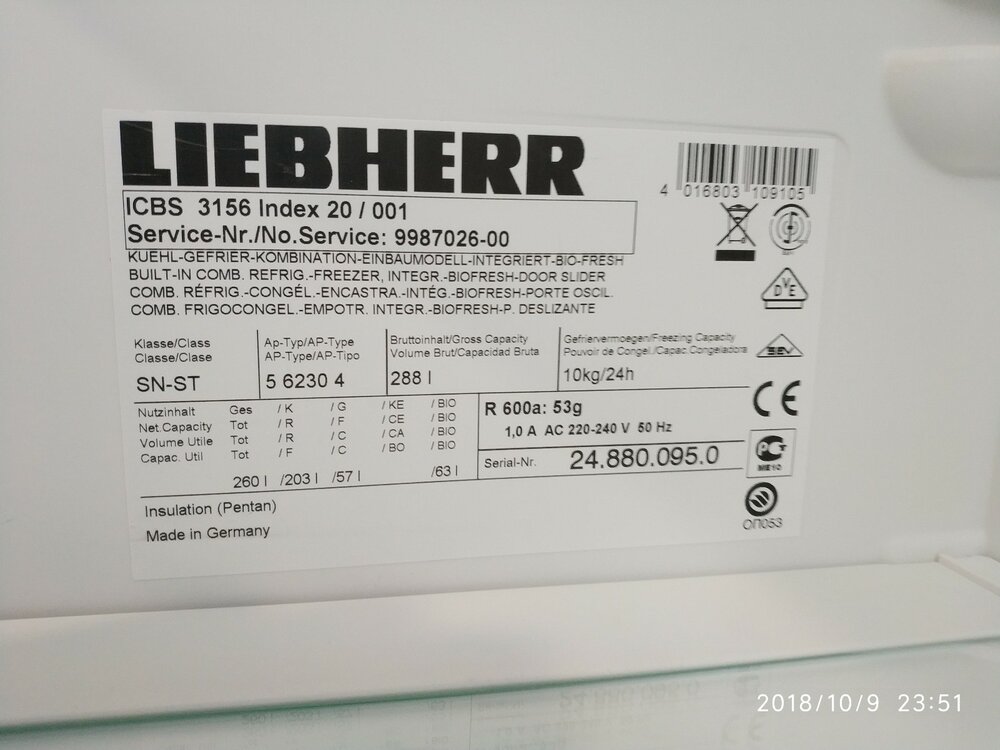 LIEBHERR
4 016803 109105
ICBS 3156 Index 20 / 001
Service-Nr./No.Service: 9987026-00
KUEHL-GEFRIER-KOMBINATION-EINBAUMODELL-INTEGRIERT-BIO-FRESH
BUILT-IN COMB. REFRIG.-FREEZER, INTEGR.-BIOFRESH-DOOR SLIDER
COMB. RÉFRIG.-CONGÉL.-ENCASTRA.-INTÉG.-BIOFRESH-PORTE OSCIL.
COMB. FRIGOCONGEL.-EMPOTR. INTEGR.-BIOFRESH-P. DESLIZANTE
DVE
Klasse/Class
Classe/Clase
SN-ST
Ap-Typ/AP-Type
AP-Type/AP-Tipo
5 6230 4
Bruttoinhalt/Gross Capacity
Volume Brut/Capacidad Bruta
288 l
Gefriervermoegen/Freezing Capacity
Pouvoir de Congel./Capac.Congeladora
10kg/24h
SEV
CE
Nutzinhalt Ges /K /G /KE /BIO
Net.Capacity Tot /R /F /CE /BIO
Volume Utile Tot /R /C /CA /BIO
Capac. Util Tot /F /C /BO /BIO
260 l /203 l /57 l /63 l
R 600a: 53g
1,0 A AC 220-240 V 50 Hz
Serial-Nr. 24.880.095.0
РСТ
ME10
ОП053
Insulation (Pentan)
Made in Germany
2018/10/9 23:51